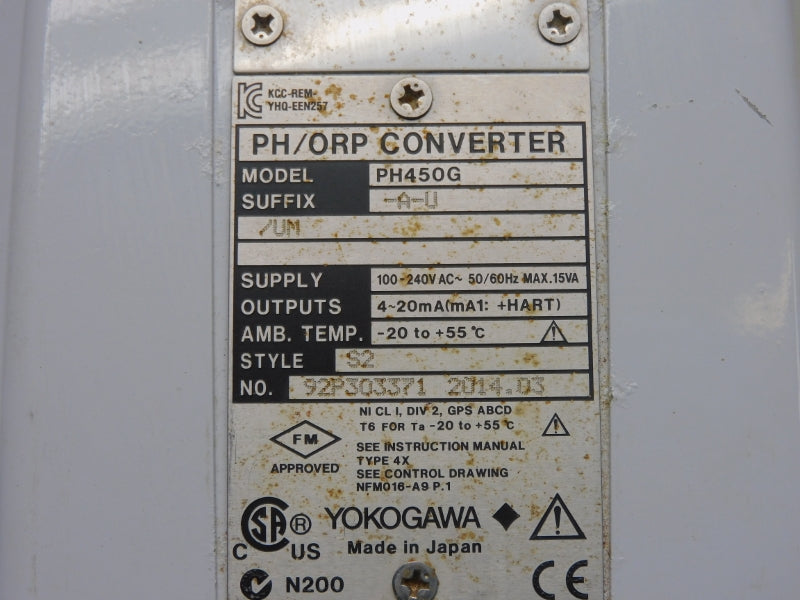 KCC-REM-
YHQ-EEN257
PH/ORP CONVERTER
MODEL PH450G
SUFFIX -A-U
/UM
SUPPLY 100-240V AC~ 50/60Hz MAX.15VA
OUTPUTS 4~20mA(mA1: +HART)
AMB. TEMP. -20 to +55℃
STYLE S2
NO. 92P303371 2014.03
NI CL I, DIV 2, GPS ABCD
T6 FOR Ta -20 to +55℃
FM
APPROVED
SEE INSTRUCTION MANUAL
TYPE 4X
SEE CONTROL DRAWING
NFM016-A9 P.1
C SA ® US
YOKOGAWA
Made in Japan
N200
CE